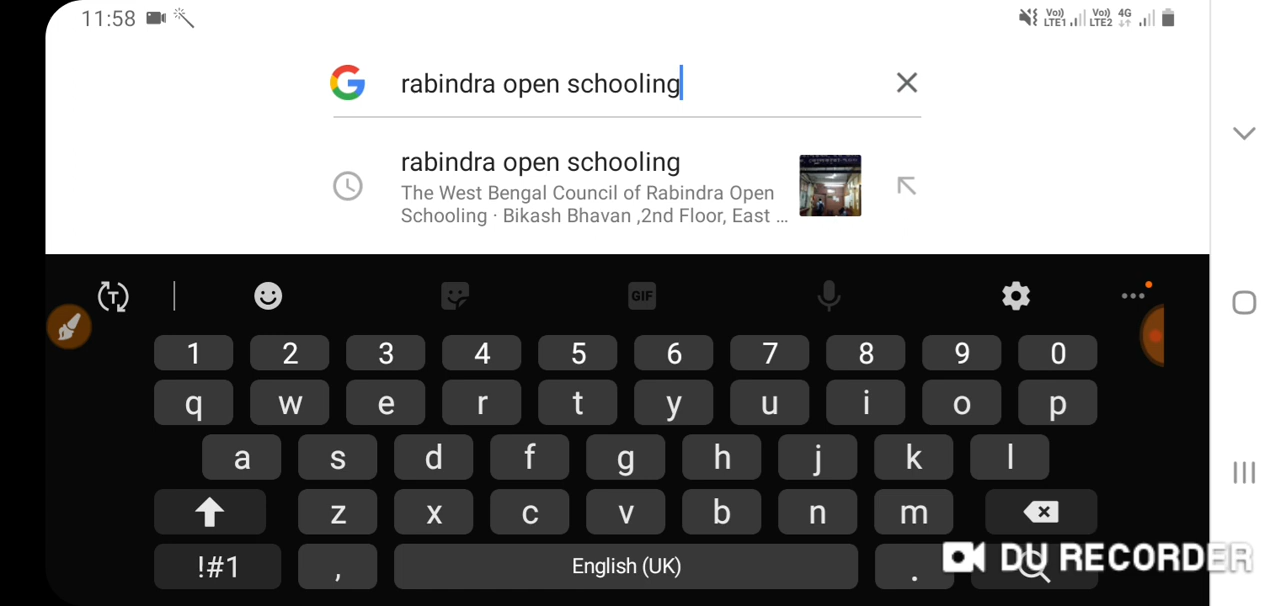 11:58
Vo)) LTE1 Vo)) LTE2 4G
rabindra open schooling
rabindra open schooling
The West Bengal Council of Rabindra Open
Schooling · Bikash Bhavan ,2nd Floor, East ...
GIF
1 2 3 4 5 6 7 8 9 0
q w e r t y u i o p
a s d f g h j k l
z x c v b n m
!#1 , English (UK) .
DU RECORDER